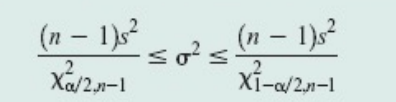 (n − 1)s² / χ²α/2,n−1 ≤ σ² ≤ (n − 1)s² / χ²1−α/2,n−1